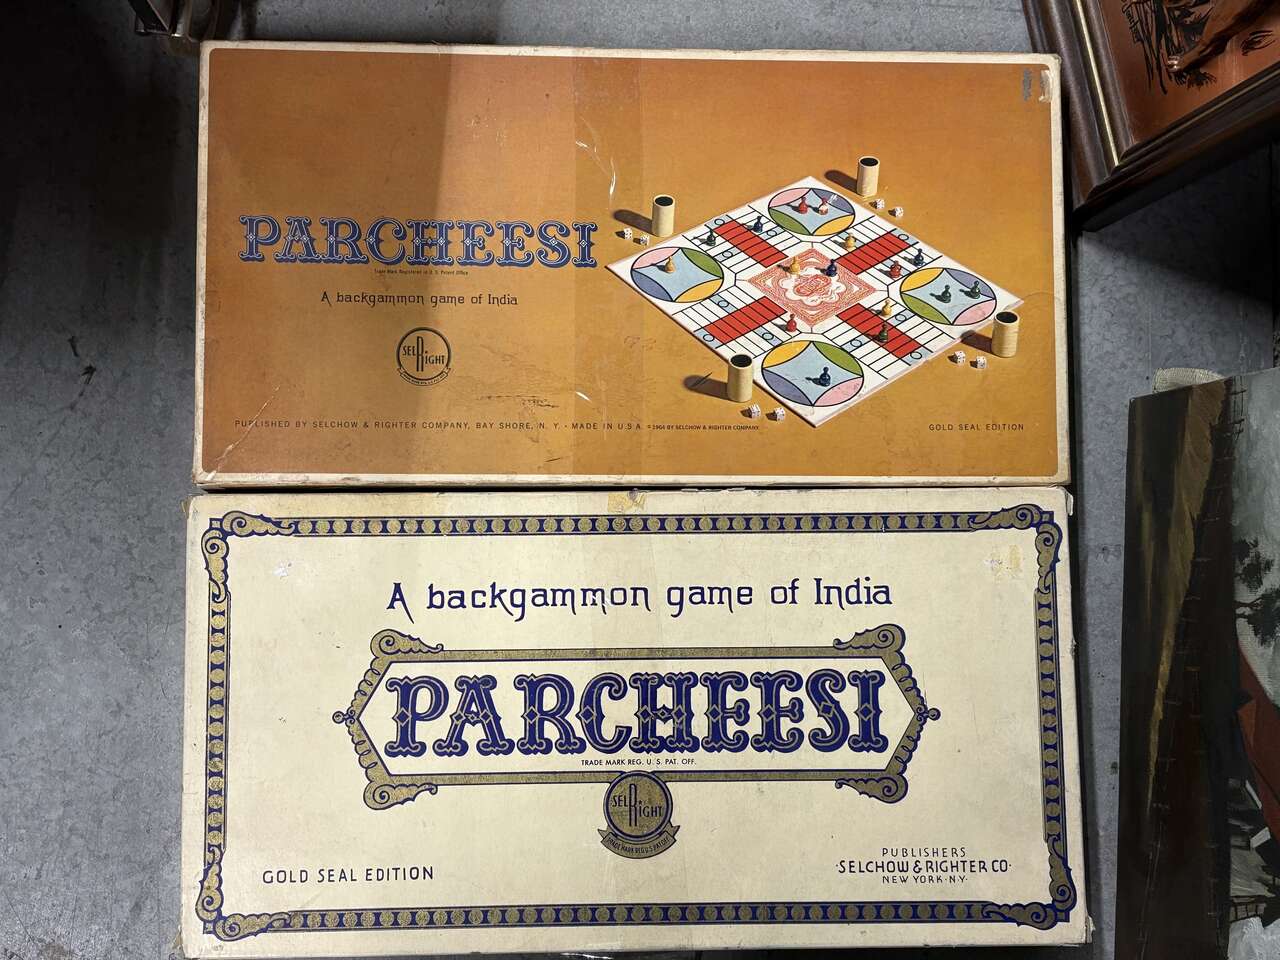 PARCHEESI
Trade Mark Registered in U. S. Patent Office
A backgammon game of India
SELRIGHT
PUBLISHED BY SELCHOW & RIGHTER COMPANY, BAY SHORE, N. Y. • MADE IN U.S.A. © 1964 BY SELCHOW & RIGHTER COMPANY
GOLD SEAL EDITION
A backgammon game of India
PARCHEESI
TRADE MARK REG. U. S. PAT. OFF.
SELRIGHT
TRADE MARK REG U S PAT OFF
GOLD SEAL EDITION
PUBLISHERS
·SELCHOW & RIGHTER CO·
NEW YORK·N.Y·